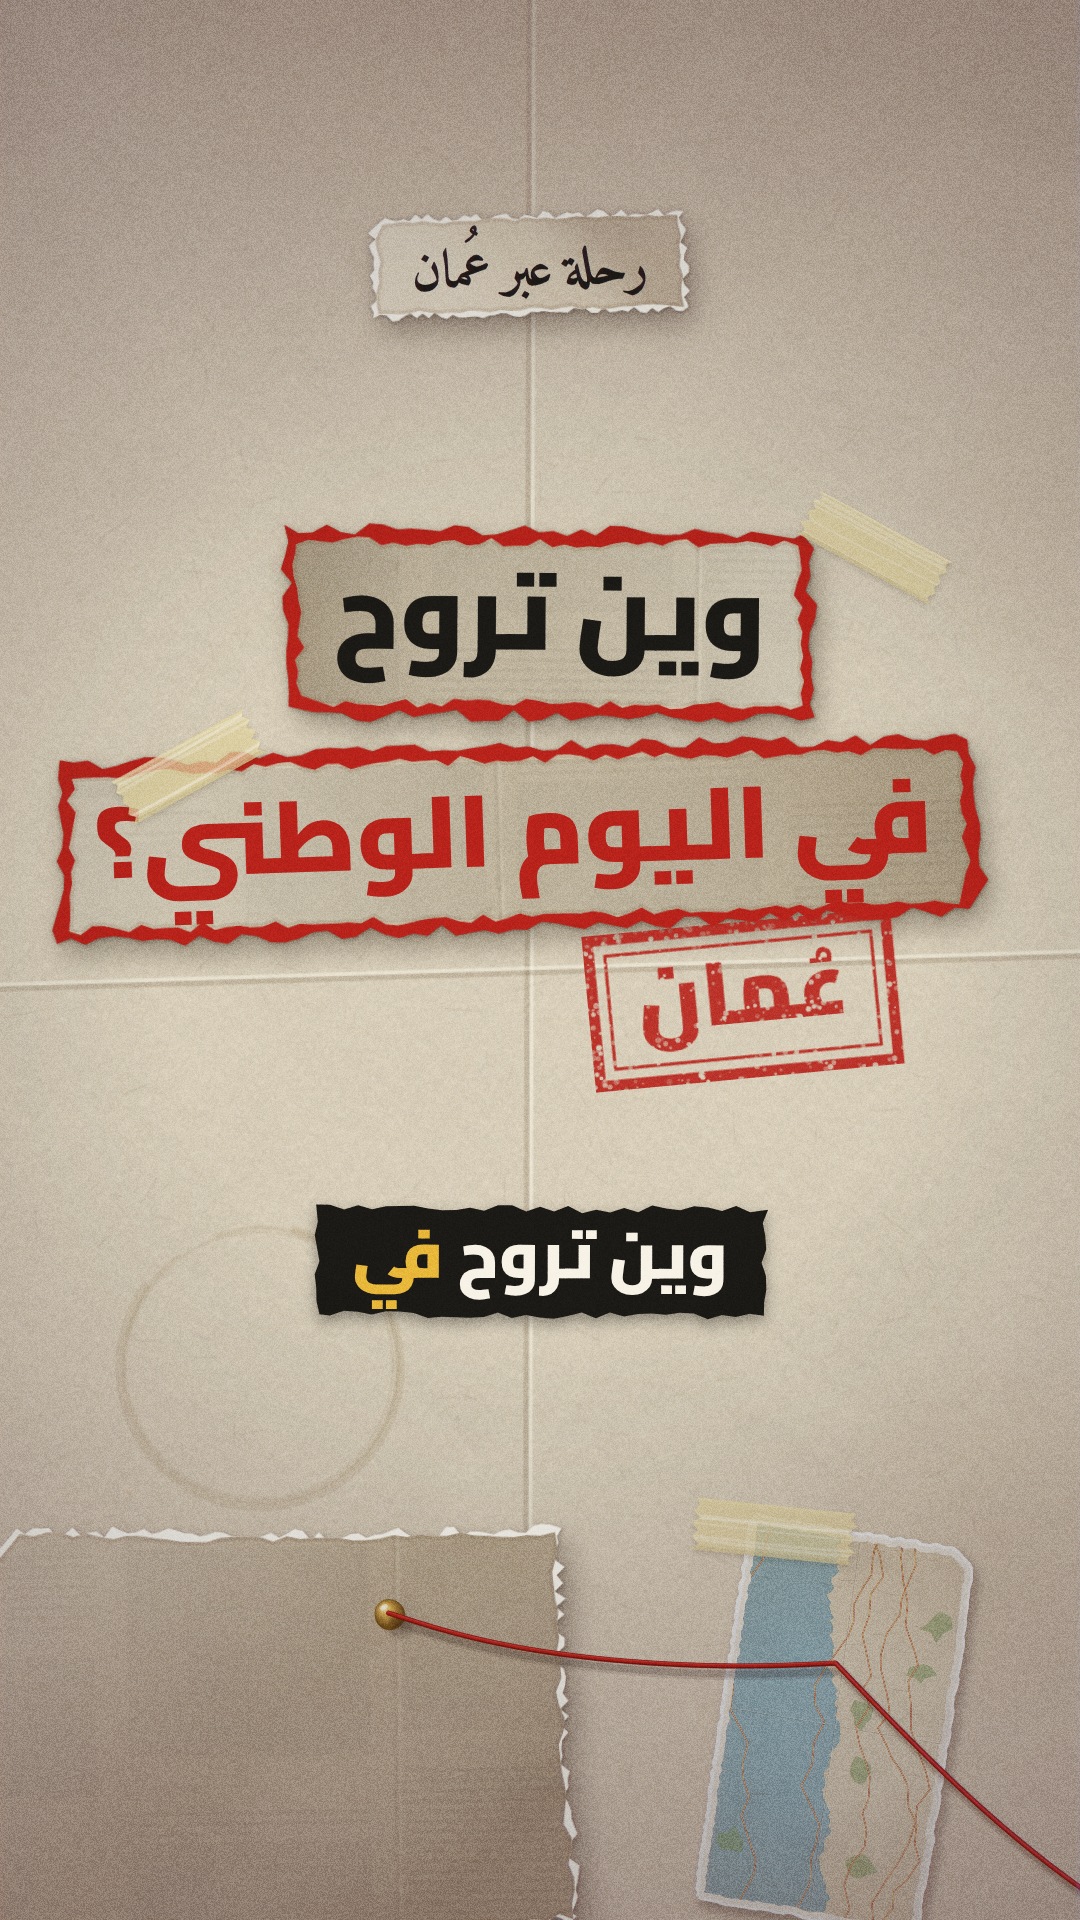 رحلة عبر عُمان
وين تروح
في اليوم الوطني؟
عُمان
وين تروح في